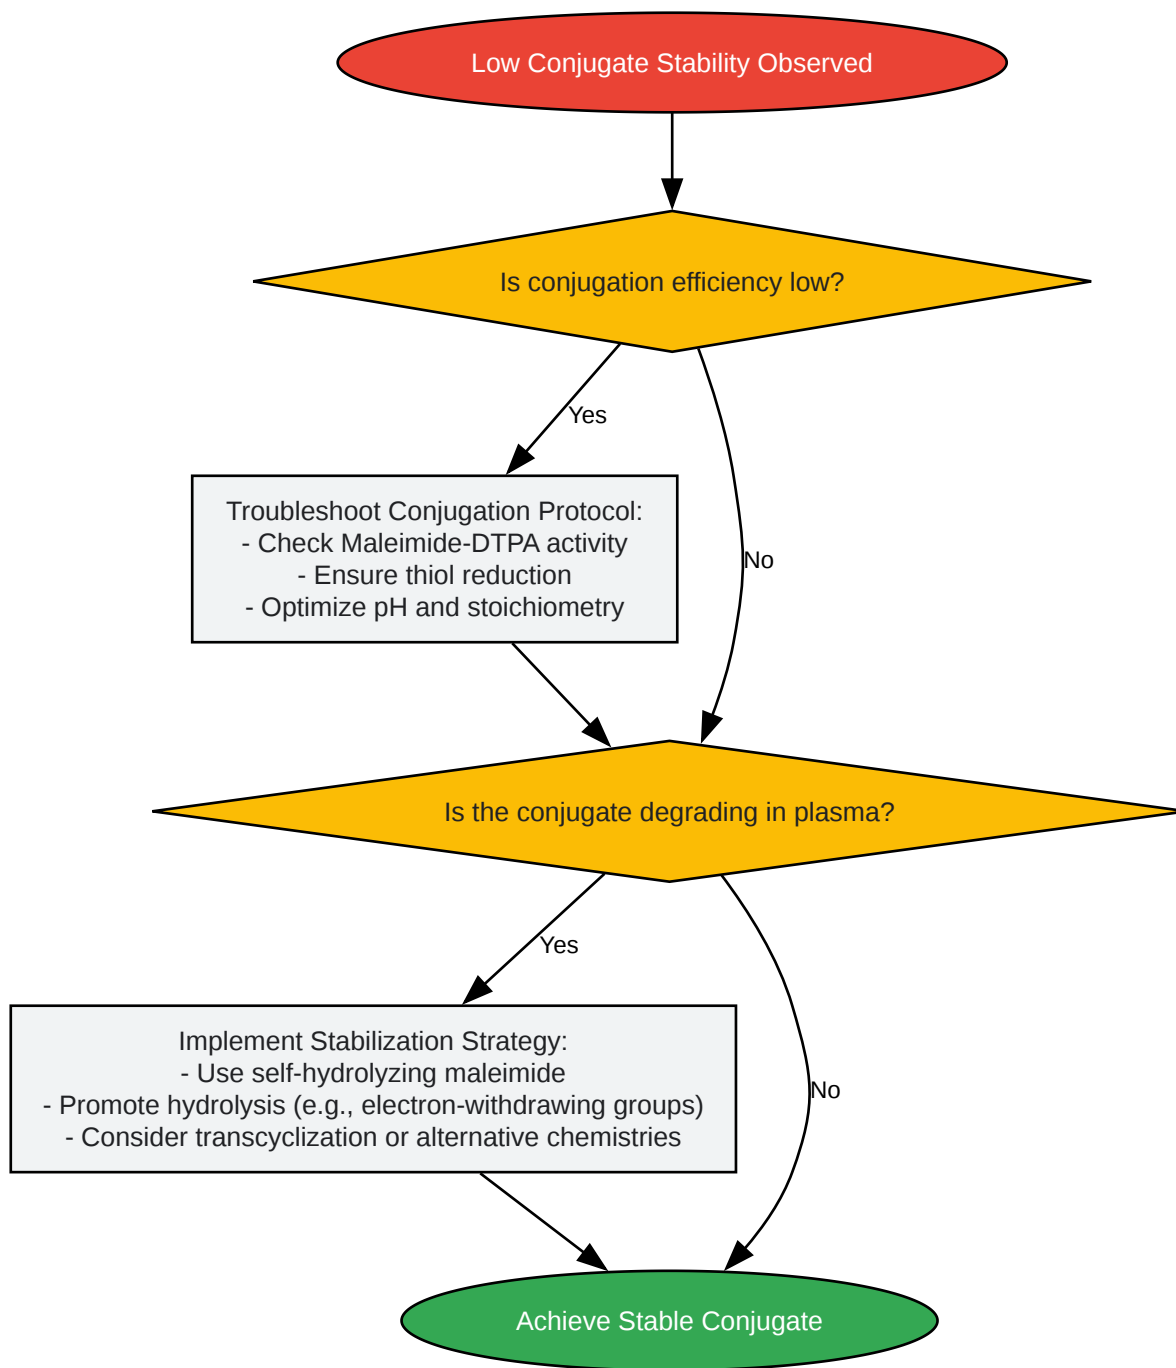 Low Conjugate Stability Observed
Is conjugation efficiency low?
Yes
Troubleshoot Conjugation Protocol:
- Check Maleimide-DTPA activity
- Ensure thiol reduction
- Optimize pH and stoichiometry
No
Is the conjugate degrading in plasma?
Yes
Implement Stabilization Strategy:
- Use self-hydrolyzing maleimide
- Promote hydrolysis (e.g., electron-withdrawing groups)
- Consider transcyclization or alternative chemistries
No
Achieve Stable Conjugate